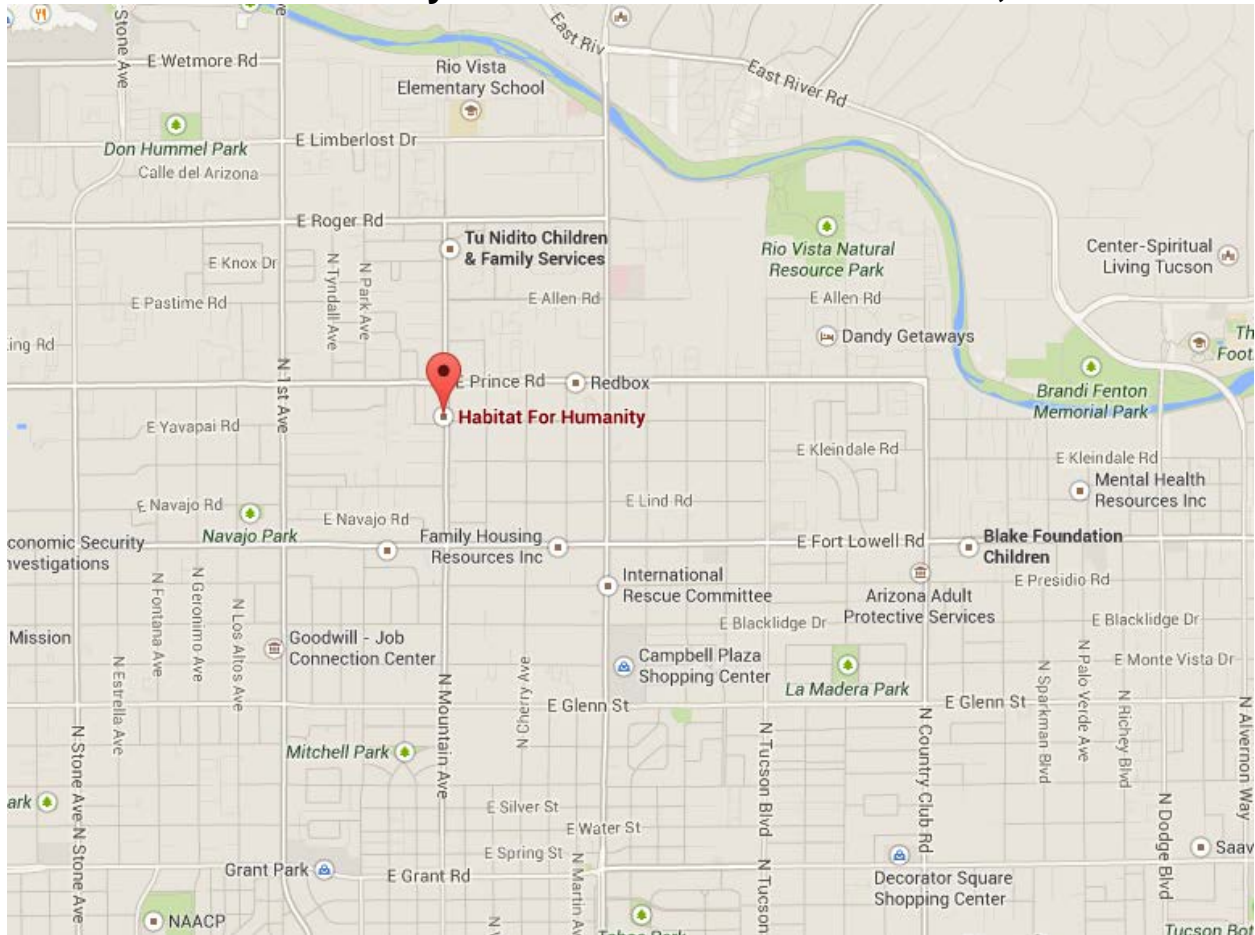 Stone Ave
E Wetmore Rd
East Riv
East River Rd
Rio Vista
Elementary School
Don Hummel Park
E Limberlost Dr
Calle del Arizona
E Roger Rd
Tu Nidito Children
& Family Services
Rio Vista Natural
Resource Park
Center-Spiritual
Living Tucson
E Knox Dr
N Tyndall Ave
N Park Ave
E Pastime Rd
E Allen Rd
E Allen Rd
ing Rd
Dandy Getaways
Th
Foot
N 1st Ave
E Prince Rd
Redbox
Brandi Fenton
Memorial Park
Habitat For Humanity
E Yavapai Rd
E Kleindale Rd
E Kleindale Rd
Mental Health
Resources Inc
E Navajo Rd
E Lind Rd
Navajo Park
E Navajo Rd
Family Housing
Resources Inc
E Fort Lowell Rd
Blake Foundation
Children
conomic Security
nvestigations
International
Rescue Committee
Arizona Adult
Protective Services
E Presidio Rd
N Fontana Ave
N Geronimo Ave
N Los Altos Ave
E Blacklidge Dr
E Blacklidge Dr
Mission
Goodwill - Job
Connection Center
Campbell Plaza
Shopping Center
La Madera Park
E Monte Vista Dr
N Estrella Ave
N Mountain Ave
N Cherry Ave
E Glenn St
E Glenn St
N Sparkman Blvd
N Palo Verde Ave
N Richey Blvd
N Stone Ave
N Stone Ave
Mitchell Park
N Tucson Blvd
N Country Club Rd
N Alvernon Way
ark
E Silver St
E Water St
E Spring St
N Dodge Blvd
Saav
Grant Park
E Grant Rd
N Martin Av
N Tucson
Decorator Square
Shopping Center
NAACP
Tucson Bot